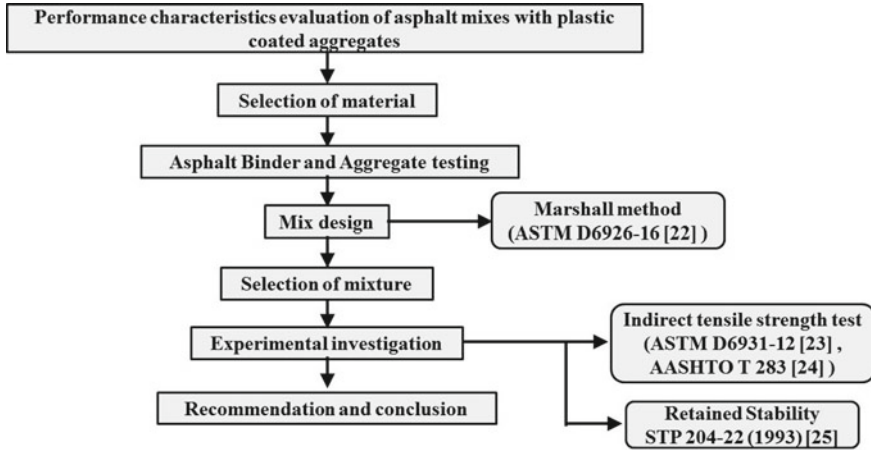 Performance characteristics evaluation of asphalt mixes with plastic
coated aggregates
Selection of material
Asphalt Binder and Aggregate testing
Mix design
Marshall method
(ASTM D6926-16 [22] )
Selection of mixture
Experimental investigation
Indirect tensile strength test
(ASTM D6931-12 [23] ,
AASHTO T 283 [24] )
Recommendation and conclusion
Retained Stability
STP 204-22 (1993) [25]